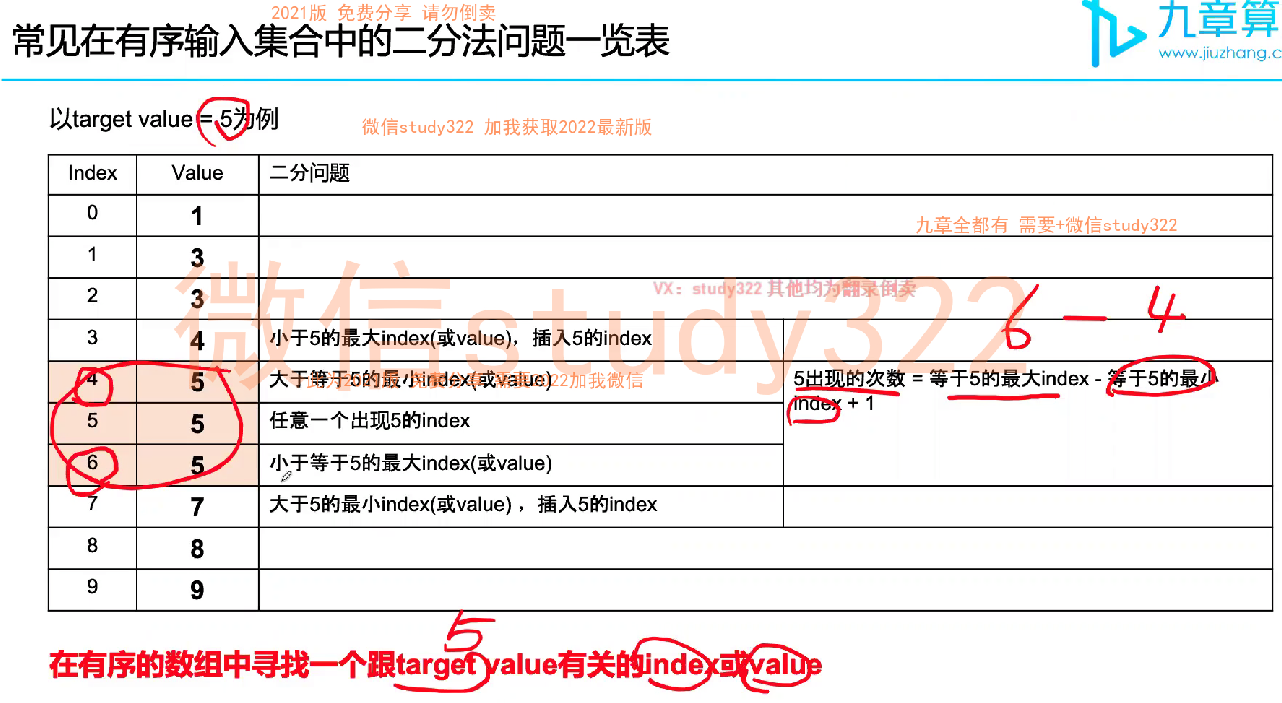 2021版 免费分享 请勿倒卖
常见在有序输入集合中的二分法问题一览表
九章算
www.jiuzhang.c
以target value = 5为例
微信study322 加我获取2022最新版
Index Value 二分问题
0 1
九章全都有 需要+微信study322
1 3
2 3
VX：study322 其他均为翻录倒卖
微信study322
6 - 4
3 4 小于5的最大index(或value)，插入5的index
4 5 大于等于5的最小index(或value)
5出现的次数 = 等于5的最大index - 等于5的最小
index + 1
5 5 任意一个出现5的index
6 5 小于等于5的最大index(或value)
7 7 大于5的最小index(或value) ，插入5的index
8 8
9 9
5
在有序的数组中寻找一个跟target value有关的index或value